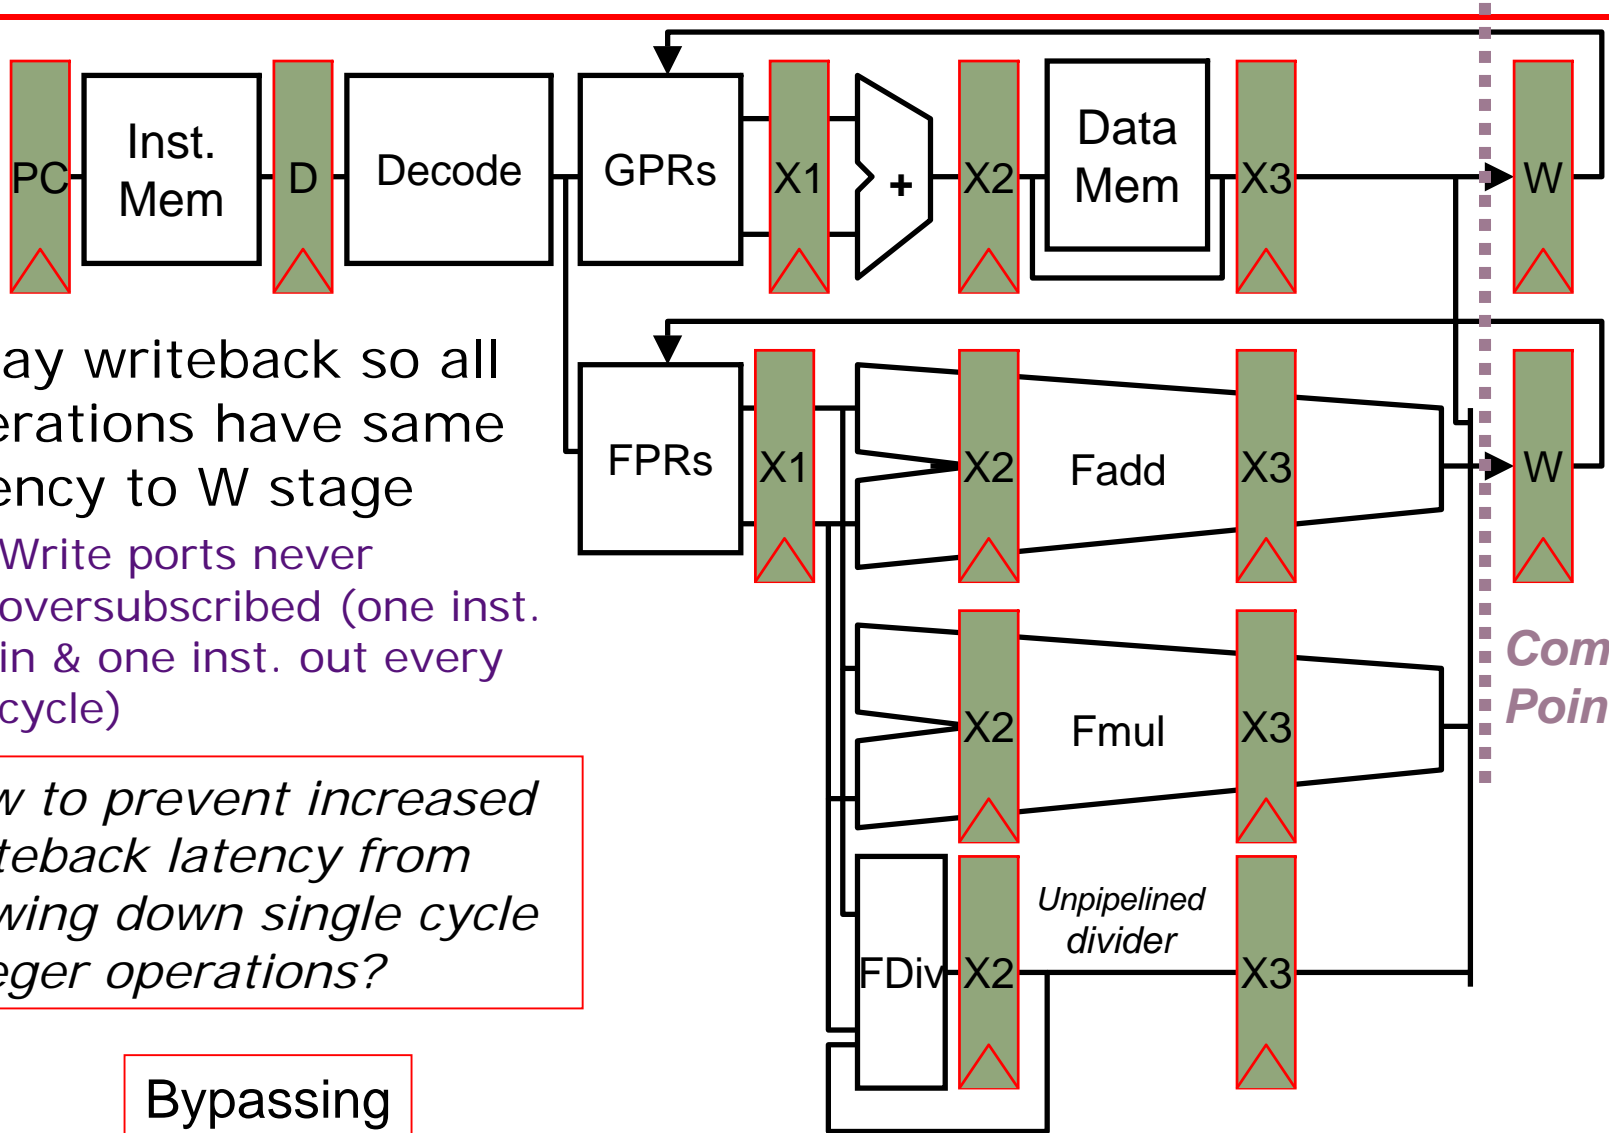 PC
Inst.
Mem
D
Decode
GPRs
X1
+
X2
Data
Mem
X3
W
ay writeback so all
erations have same
ency to W stage
Write ports never
oversubscribed (one inst.
in & one inst. out every
cycle)
FPRs
X1
X2
Fadd
X3
W
X2
Fmul
X3
Com
Poin
w to prevent increased
teback latency from
wing down single cycle
eger operations?
FDiv
X2
Unpipelined
divider
X3
Bypassing